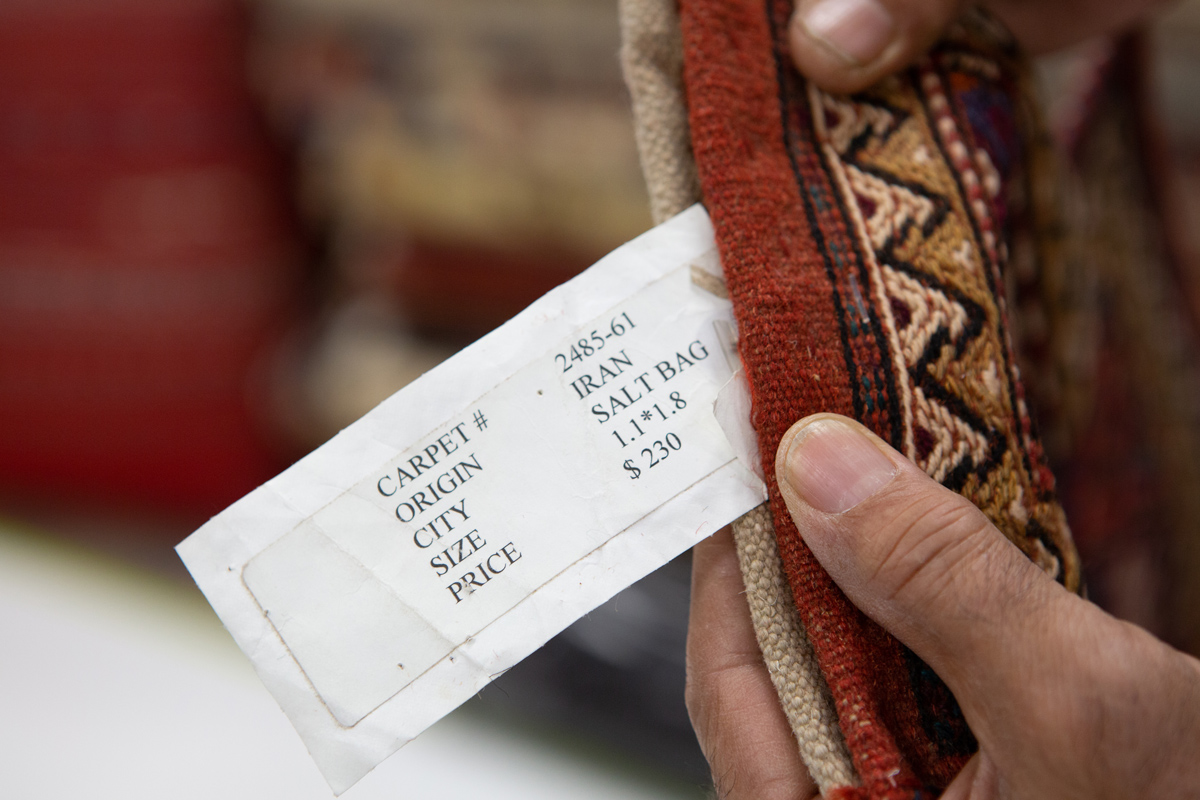 CARPET # 2485-61
ORIGIN IRAN
CITY SALT BAG
SIZE 1.1*1.8
PRICE $ 230